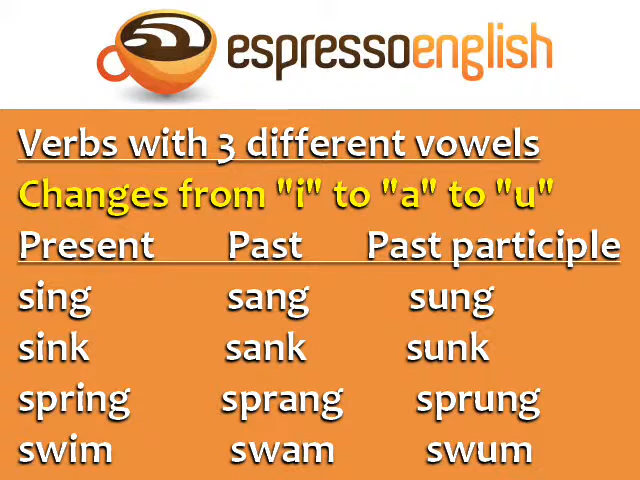 espressoenglish
Verbs with 3 different vowels
Changes from "i" to "a" to "u"
Present Past Past participle
sing sang sung
sink sank sunk
spring sprang sprung
swim swam swum